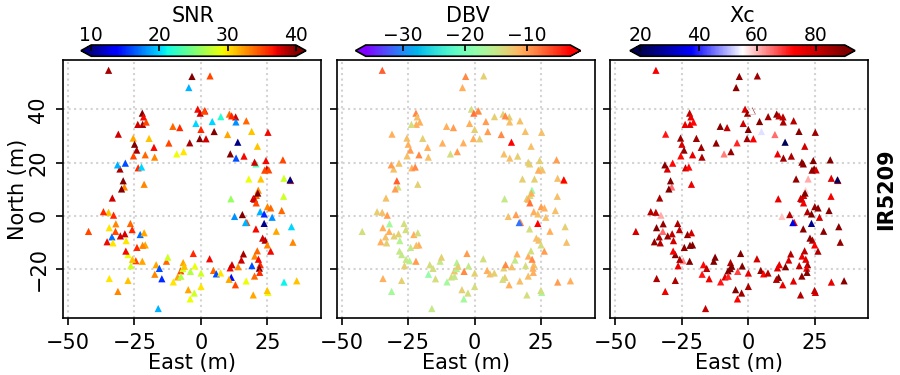 SNR DBV Xc
10 20 30 40 −30 −20 −10 20 40 60 80
40
20
0
−20
North (m)
IR5209
−50 −25 0 25 −50 −25 0 25 −50 −25 0 25
East (m) East (m) East (m)